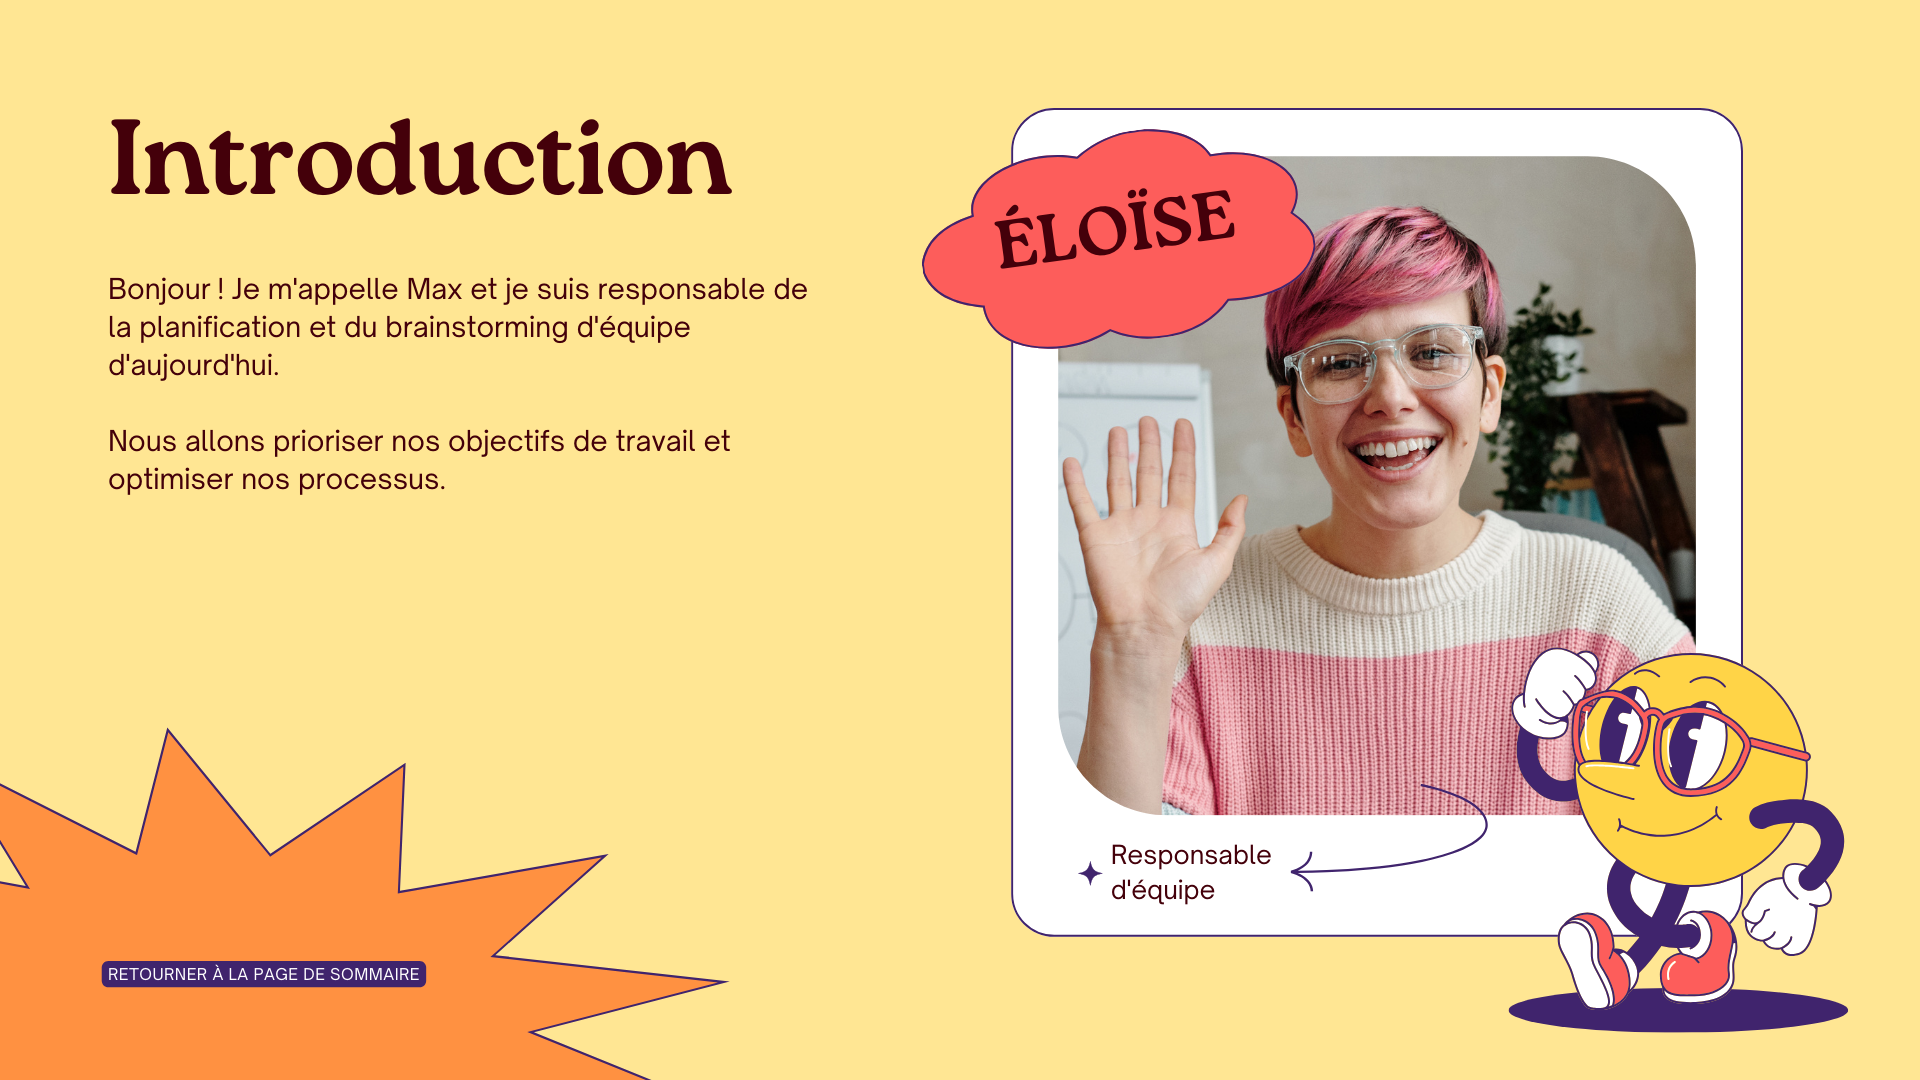 Introduction
Bonjour ! Je m'appelle Max et je suis responsable de
la planification et du brainstorming d'équipe
d'aujourd'hui.
Nous allons prioriser nos objectifs de travail et
optimiser nos processus.
RETOURNER À LA PAGE DE SOMMAIRE
ÉLOÏSE
Responsable
d'équipe